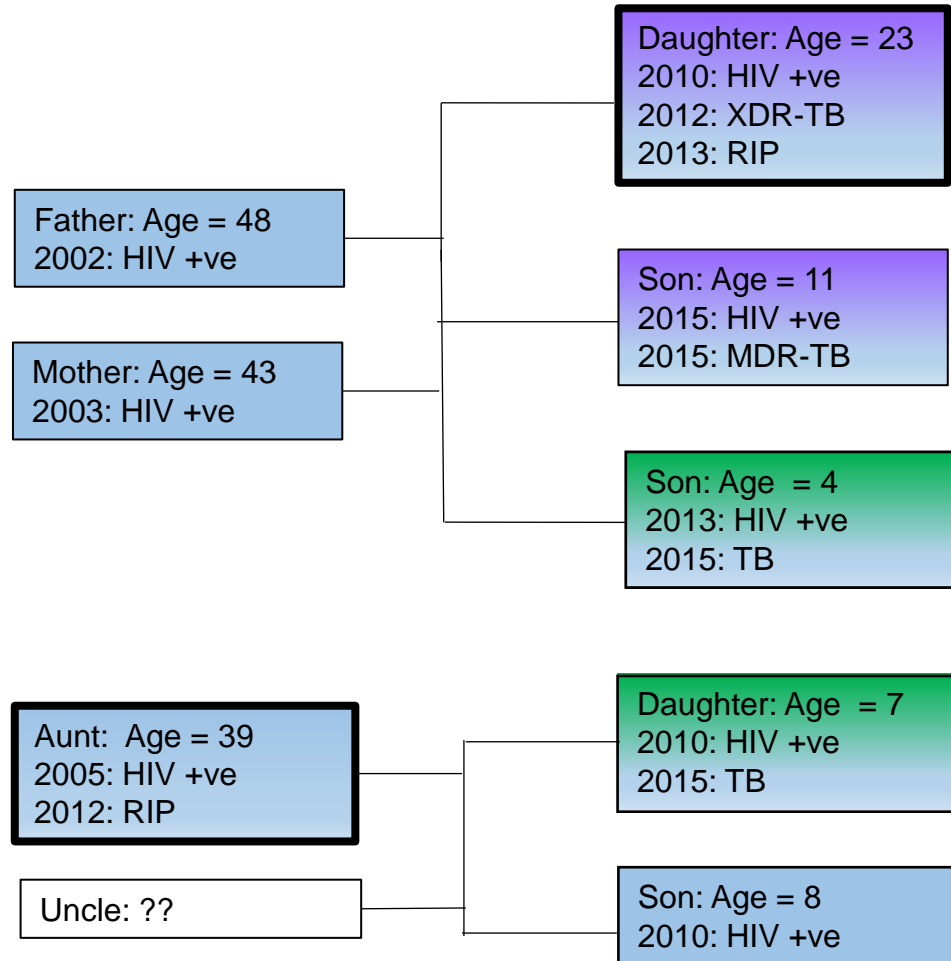 Daughter: Age = 23
2010: HIV +ve
2012: XDR-TB
2013: RIP
Father: Age = 48
2002: HIV +ve
Son: Age = 11
2015: HIV +ve
2015: MDR-TB
Mother: Age = 43
2003: HIV +ve
Son: Age = 4
2013: HIV +ve
2015: TB
Aunt: Age = 39
2005: HIV +ve
2012: RIP
Daughter: Age = 7
2010: HIV +ve
2015: TB
Uncle: ??
Son: Age = 8
2010: HIV +ve